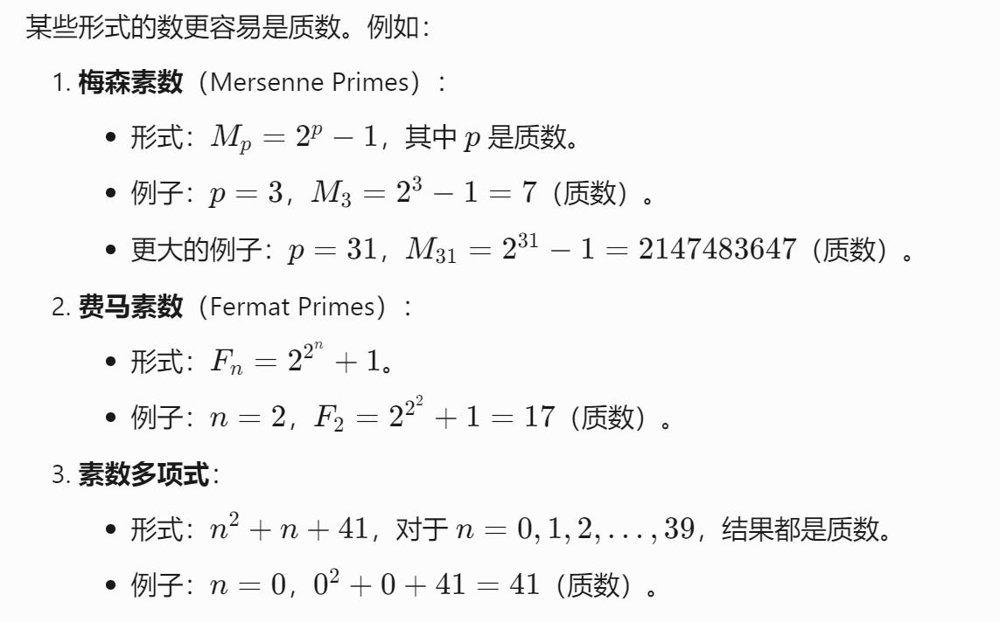 某些形式的数更容易是质数。例如：
1. 梅森素数（Mersenne Primes）：
• 形式：$M_p = 2^p - 1$，其中 $p$ 是质数。
• 例子：$p = 3$，$M_3 = 2^3 - 1 = 7$（质数）。
• 更大的例子：$p = 31$，$M_{31} = 2^{31} - 1 = 2147483647$（质数）。
2. 费马素数（Fermat Primes）：
• 形式：$F_n = 2^{2^n} + 1$。
• 例子：$n = 2$，$F_2 = 2^{2^2} + 1 = 17$（质数）。
3. 素数多项式：
• 形式：$n^2 + n + 41$，对于 $n = 0, 1, 2, \ldots, 39$，结果都是质数。
• 例子：$n = 0$，$0^2 + 0 + 41 = 41$（质数）。